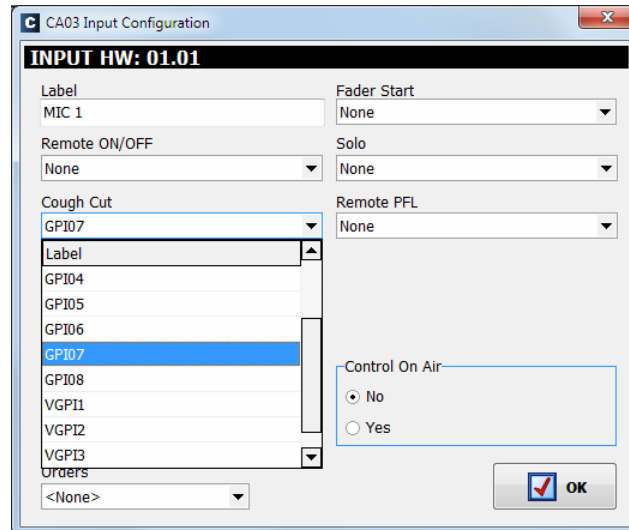 C CA03 Input Configuration
INPUT HW: 01.01
Label
MIC 1
Fader Start
None
Remote ON/OFF
None
Solo
None
Cough Cut
GPI07
Remote PFL
None
Label
GPI04
GPI05
GPI06
GPI07
GPI08
VGPI1
VGPI2
VGPI3
Control On Air
No
Yes
Orders
<None>
OK